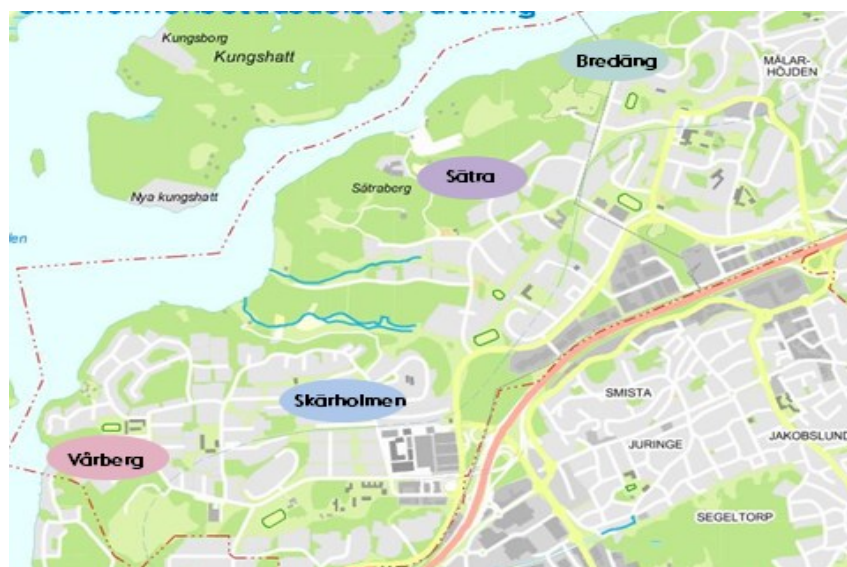 Kungsborg
Kungshatt
Bredäng
MÄLAR-
HÖJDEN
Sätra
Sätraberg
Nya kungshatt
Skärholmen
SMISTA
Vårberg
JURINGE
JAKOBSLUND
SEGELTORP